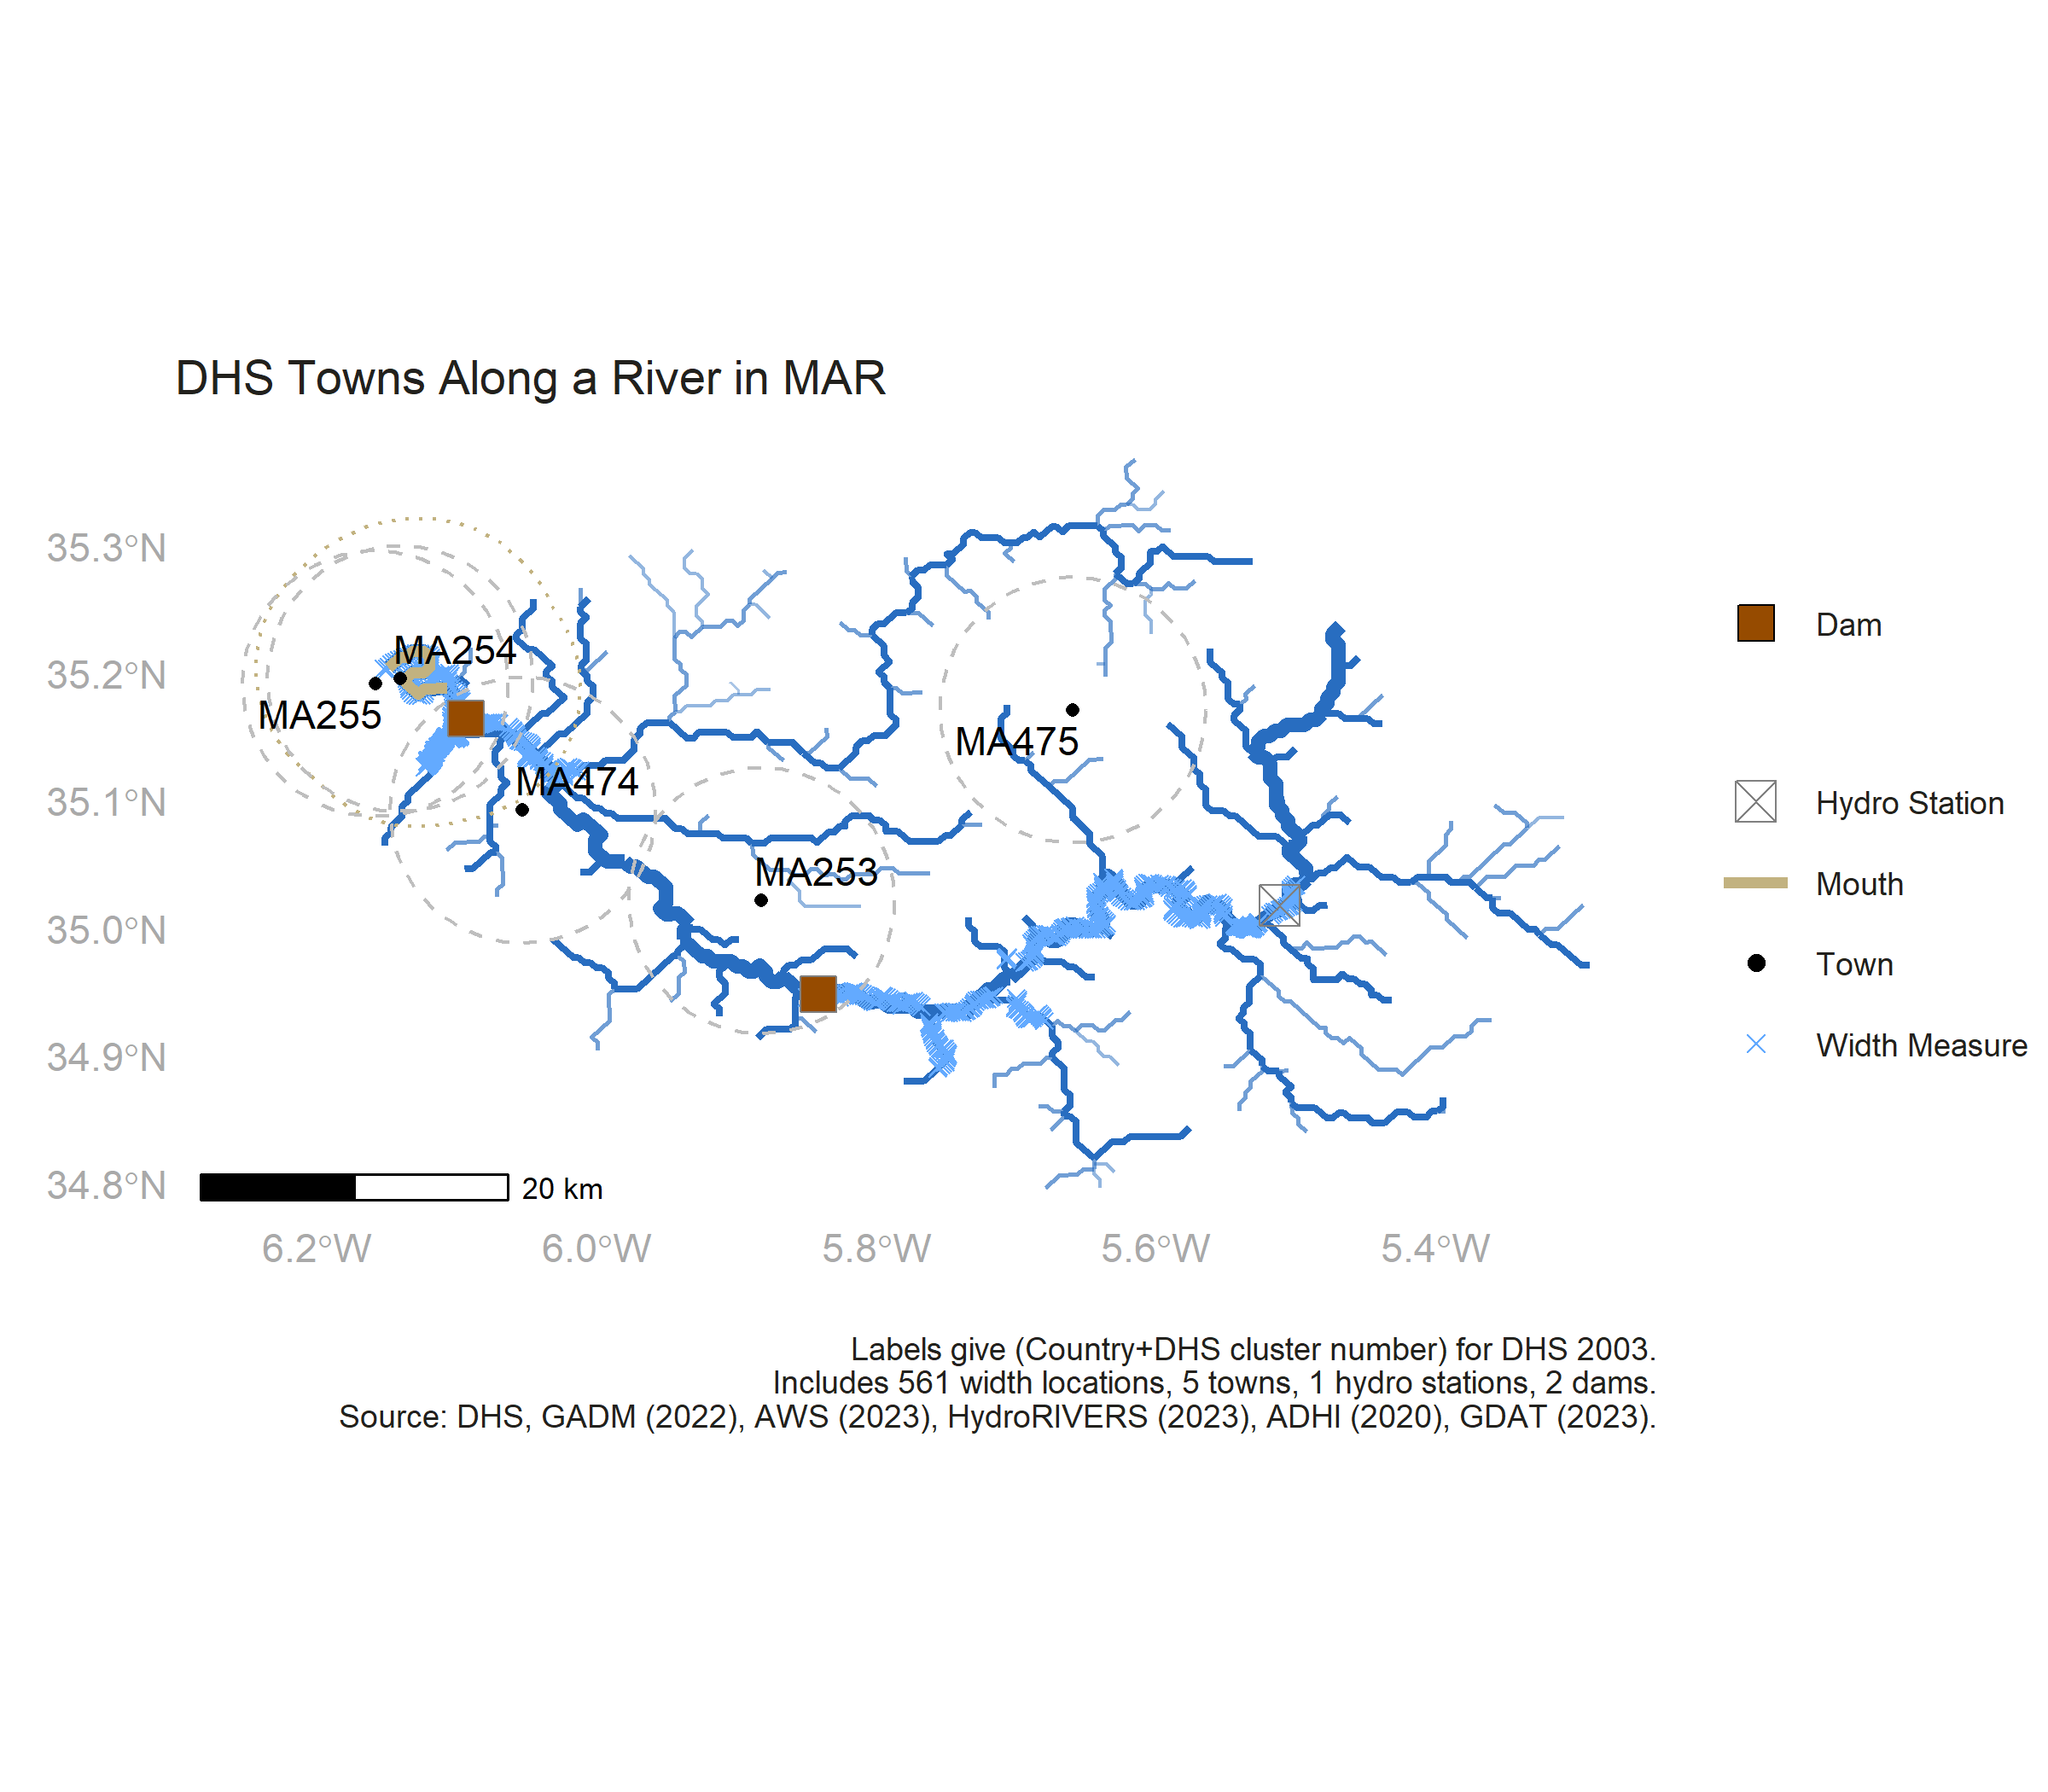 DHS Towns Along a River in MAR
35.3°N
35.2°N
35.1°N
35.0°N
34.9°N
34.8°N
MA254
MA255
MA474
MA475
MA253
20 km
6.2°W
6.0°W
5.8°W
5.6°W
5.4°W
Dam
Hydro Station
Mouth
Town
Width Measure
Labels give (Country+DHS cluster number) for DHS 2003.
Includes 561 width locations, 5 towns, 1 hydro stations, 2 dams.
Source: DHS, GADM (2022), AWS (2023), HydroRIVERS (2023), ADHI (2020), GDAT (2023).